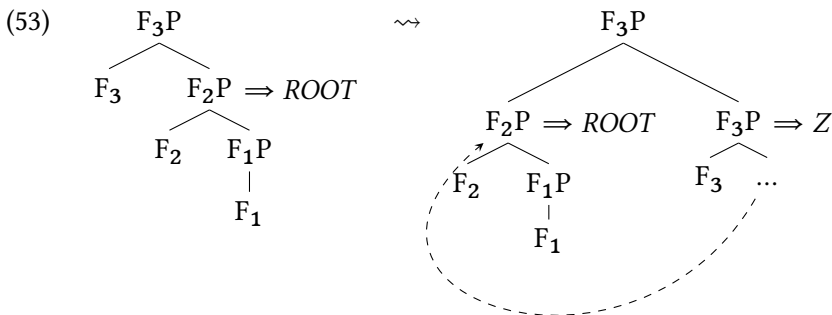 (53) F₃P ⇝ F₃P
F₃ F₂P ⇒ ROOT F₂P ⇒ ROOT F₃P ⇒ Z
F₂ F₁P F₂ F₁P F₃ ...
F₁ F₁